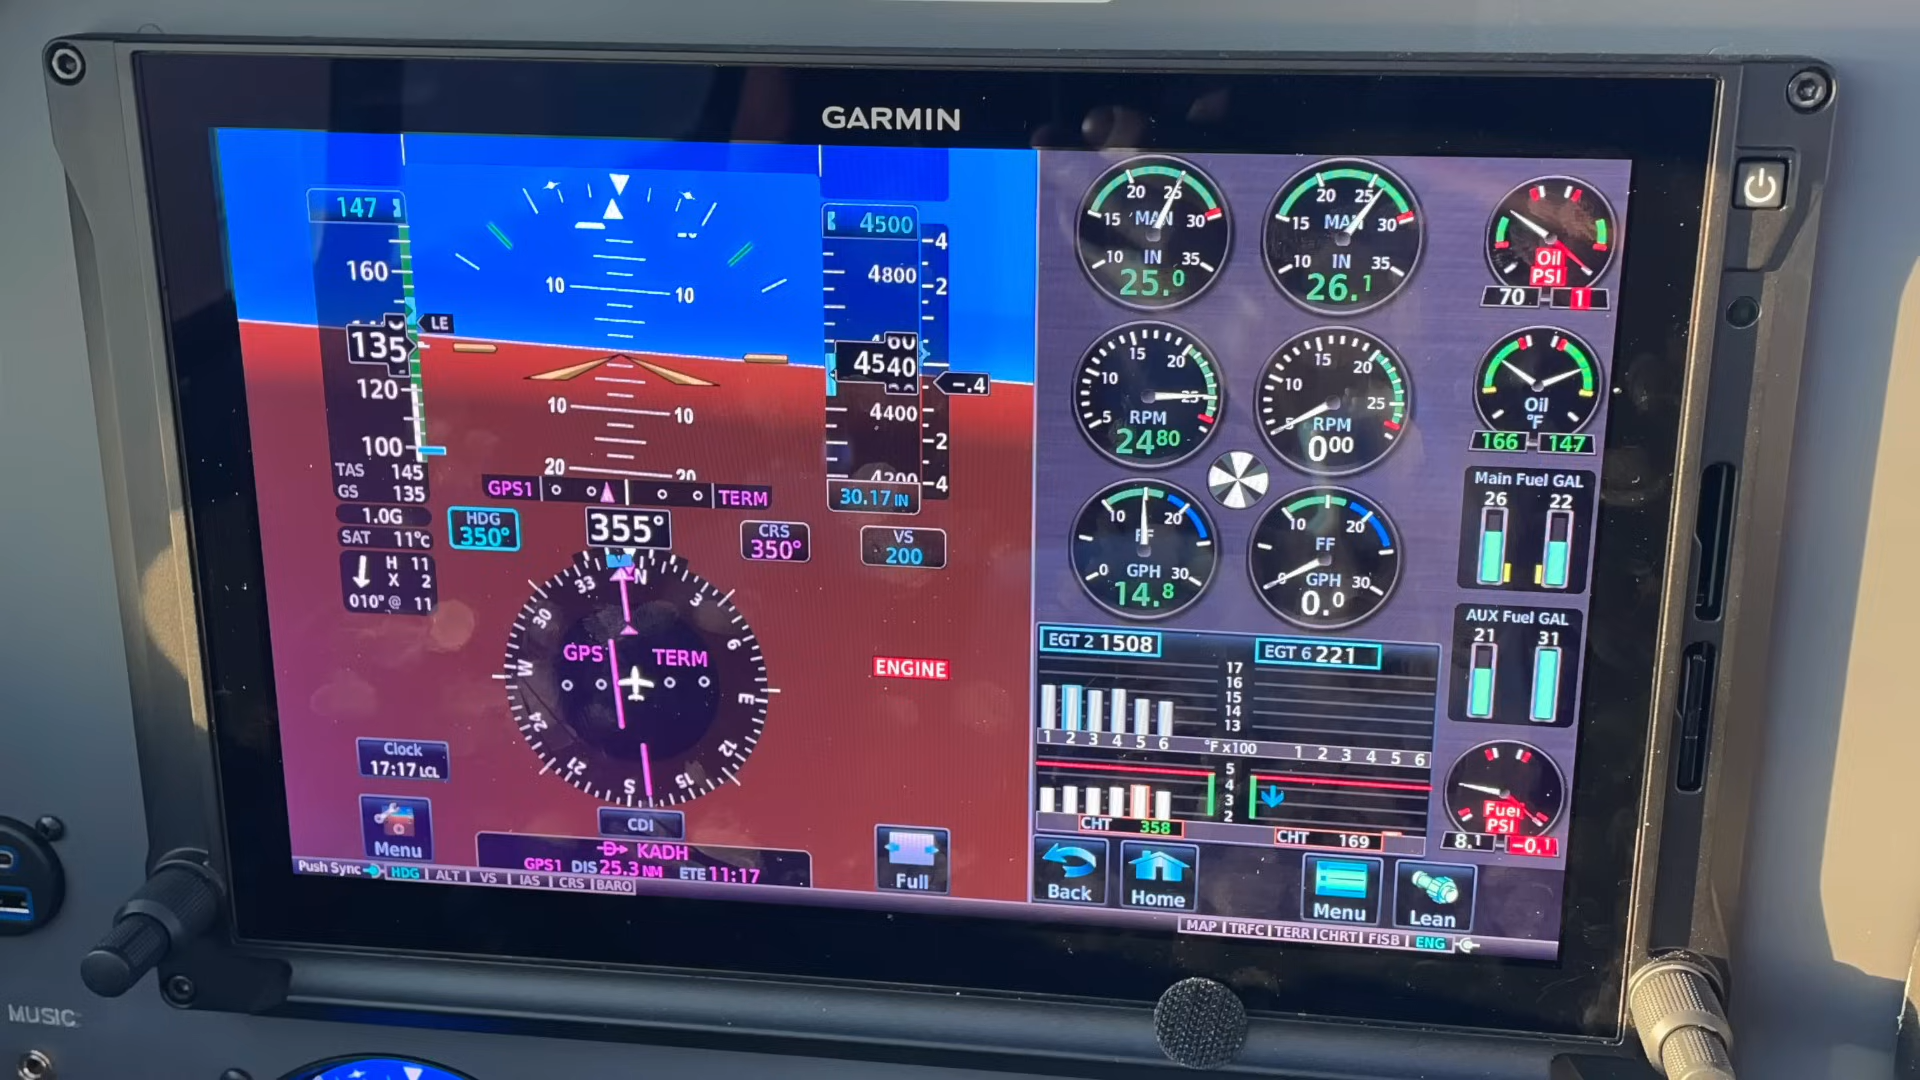 GARMIN
147
160
LE
135
120
100
TAS 145
GS 135
1.0G
SAT 11°C
H 11
X 2
010° @ 11
10 10
10 10
20 20
GPS1 TERM
HDG
350°
355°
CRS
350°
4500
4800
4540
60
4400
4200
30.17 IN
4
2
-.4
2
4
VS
200
N 3 6 E 12 15 S 21 24 W 30 33
GPS TERM
ENGINE
Clock
17:17 LCL
Menu
CDI
D KADH
GPS1 DIS 25.3 NM ETE 11:17
Full
Push Sync HDG ALT VS IAS CRS BARO
10 15 20 25 30 35
MAN
IN
25.0
10 15 20 25 30 35
MAN
IN
26.1
Oil
PSI
70 1
5 10 15 20 25
RPM
2480
5 10 15 20 25
RPM
000
Oil
°F
166 147
0 10 20 30
FF
GPH
14.8
0 10 20 30
FF
GPH
0.0
Main Fuel GAL
26 22
AUX Fuel GAL
21 31
EGT 2 1508
EGT 6 221
17
16
15
14
13
1 2 3 4 5 6 °F x100 1 2 3 4 5 6
5
4
3
2
CHT 358
CHT 169
Fuel
PSI
8.1 -0.1
Back
Home
Menu
Lean
MAP TRFC TERR CHRT FISB ENG
MUSIC